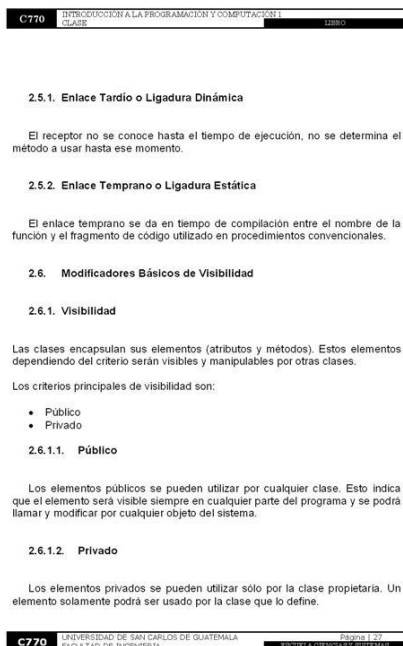 C770
INTRODUCCIÓN A LA PROGRAMACIÓN Y COMPUTACIÓN 1
CLASE
LIBRO
2.5.1. Enlace Tardío o Ligadura Dinámica
El receptor no se conoce hasta el tiempo de ejecución, no se determina el
método a usar hasta ese momento.
2.5.2. Enlace Temprano o Ligadura Estática
El enlace temprano se da en tiempo de compilación entre el nombre de la
función y el fragmento de código utilizado en procedimientos convencionales.
2.6. Modificadores Básicos de Visibilidad
2.6.1. Visibilidad
Las clases encapsulan sus elementos (atributos y métodos). Estos elementos
dependiendo del criterio serán visibles y manipulables por otras clases.
Los criterios principales de visibilidad son:
• Público
• Privado
2.6.1.1. Público
Los elementos públicos se pueden utilizar por cualquier clase. Esto indica
que el elemento será visible siempre en cualquier parte del programa y se podrá
llamar y modificar por cualquier objeto del sistema.
2.6.1.2. Privado
Los elementos privados se pueden utilizar sólo por la clase propietaria. Un
elemento solamente podrá ser usado por la clase que lo define.
C770
UNIVERSIDAD DE SAN CARLOS DE GUATEMALA
Página | 27
FACULTAD DE INGENIERIA
ESCUELA CIENCIAS Y SISTEMAS